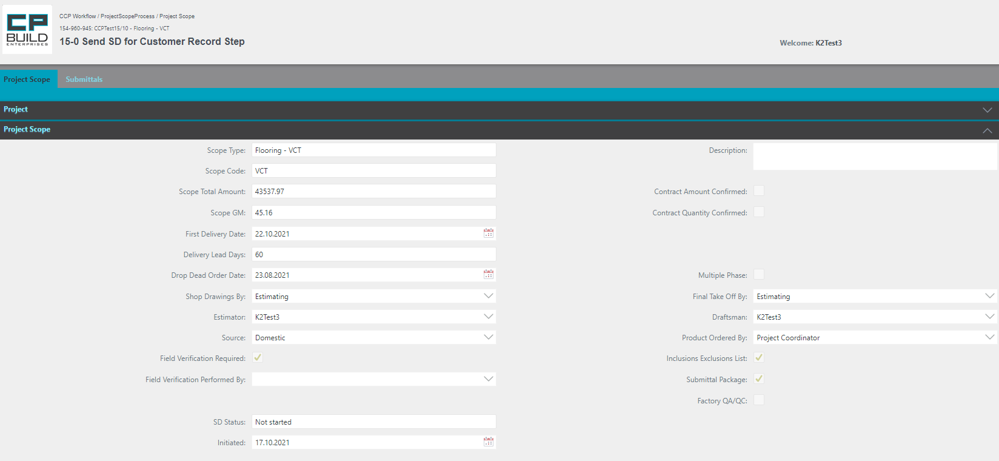 CP
BUILD
ENTERPRISES
CCP Workflow / ProjectScopeProcess / Project Scope
154-960-945: CCPTest15/10 - Flooring - VCT
15-0 Send SD for Customer Record Step
Welcome: K2Test3
Project Scope
Submittals
Project
Project Scope
Scope Type: Flooring - VCT
Description:
Scope Code: VCT
Scope Total Amount: 43537.97
Contract Amount Confirmed:
Scope GM: 45.16
Contract Quantity Confirmed:
First Delivery Date: 22.10.2021
Delivery Lead Days: 60
Drop Dead Order Date: 23.08.2021
Multiple Phase:
Shop Drawings By: Estimating
Final Take Off By: Estimating
Estimator: K2Test3
Draftsman: K2Test3
Source: Domestic
Product Ordered By: Project Coordinator
Field Verification Required:
Inclusions Exclusions List:
Field Verification Performed By:
Submittal Package:
Factory QA/QC:
SD Status: Not started
Initiated: 17.10.2021